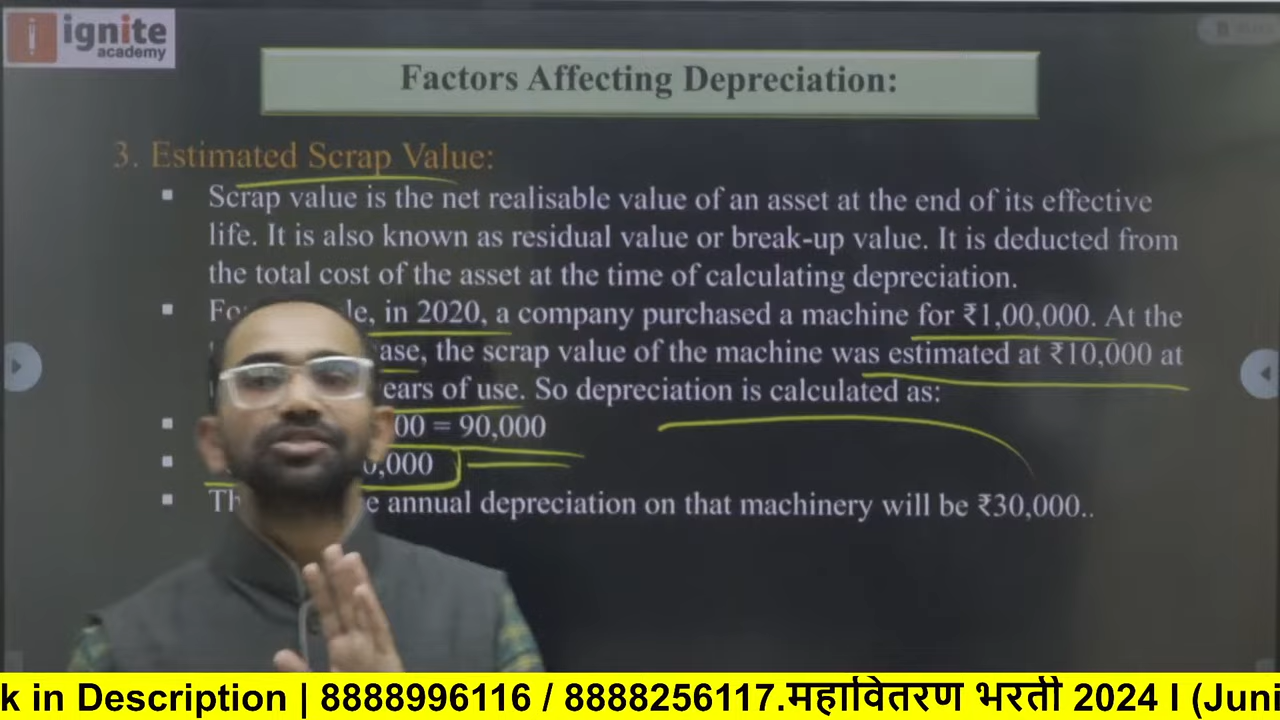 ignite
academy
Factors Affecting Depreciation:
3. Estimated Scrap Value:
▪ Scrap value is the net realisable value of an asset at the end of its effective
life. It is also known as residual value or break-up value. It is deducted from
the total cost of the asset at the time of calculating depreciation.
▪ in 2020, a company purchased a machine for ₹1,00,000. At the
the scrap value of the machine was estimated at ₹10,000 at
years of use. So depreciation is calculated as:
▪ 00 = 90,000
▪ 0,000
▪ annual depreciation on that machinery will be ₹30,000..
k in Description | 8888996116 / 8888256117.महावितरण भरती 2024 I (Juni